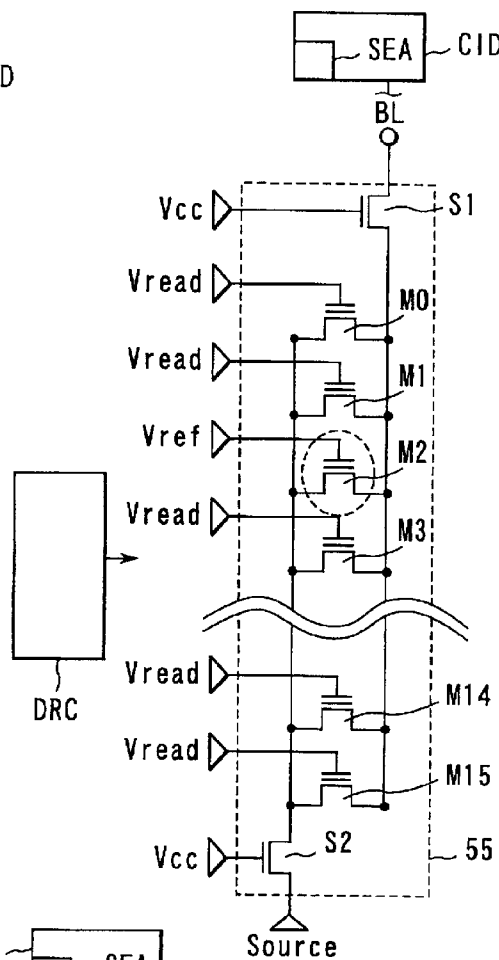 D
SEA
CID
BL
Vcc
S1
Vread
M0
Vread
M1
Vref
M2
Vread
M3
DRC
Vread
M14
Vread
M15
Vcc
S2
55
Source
SEA